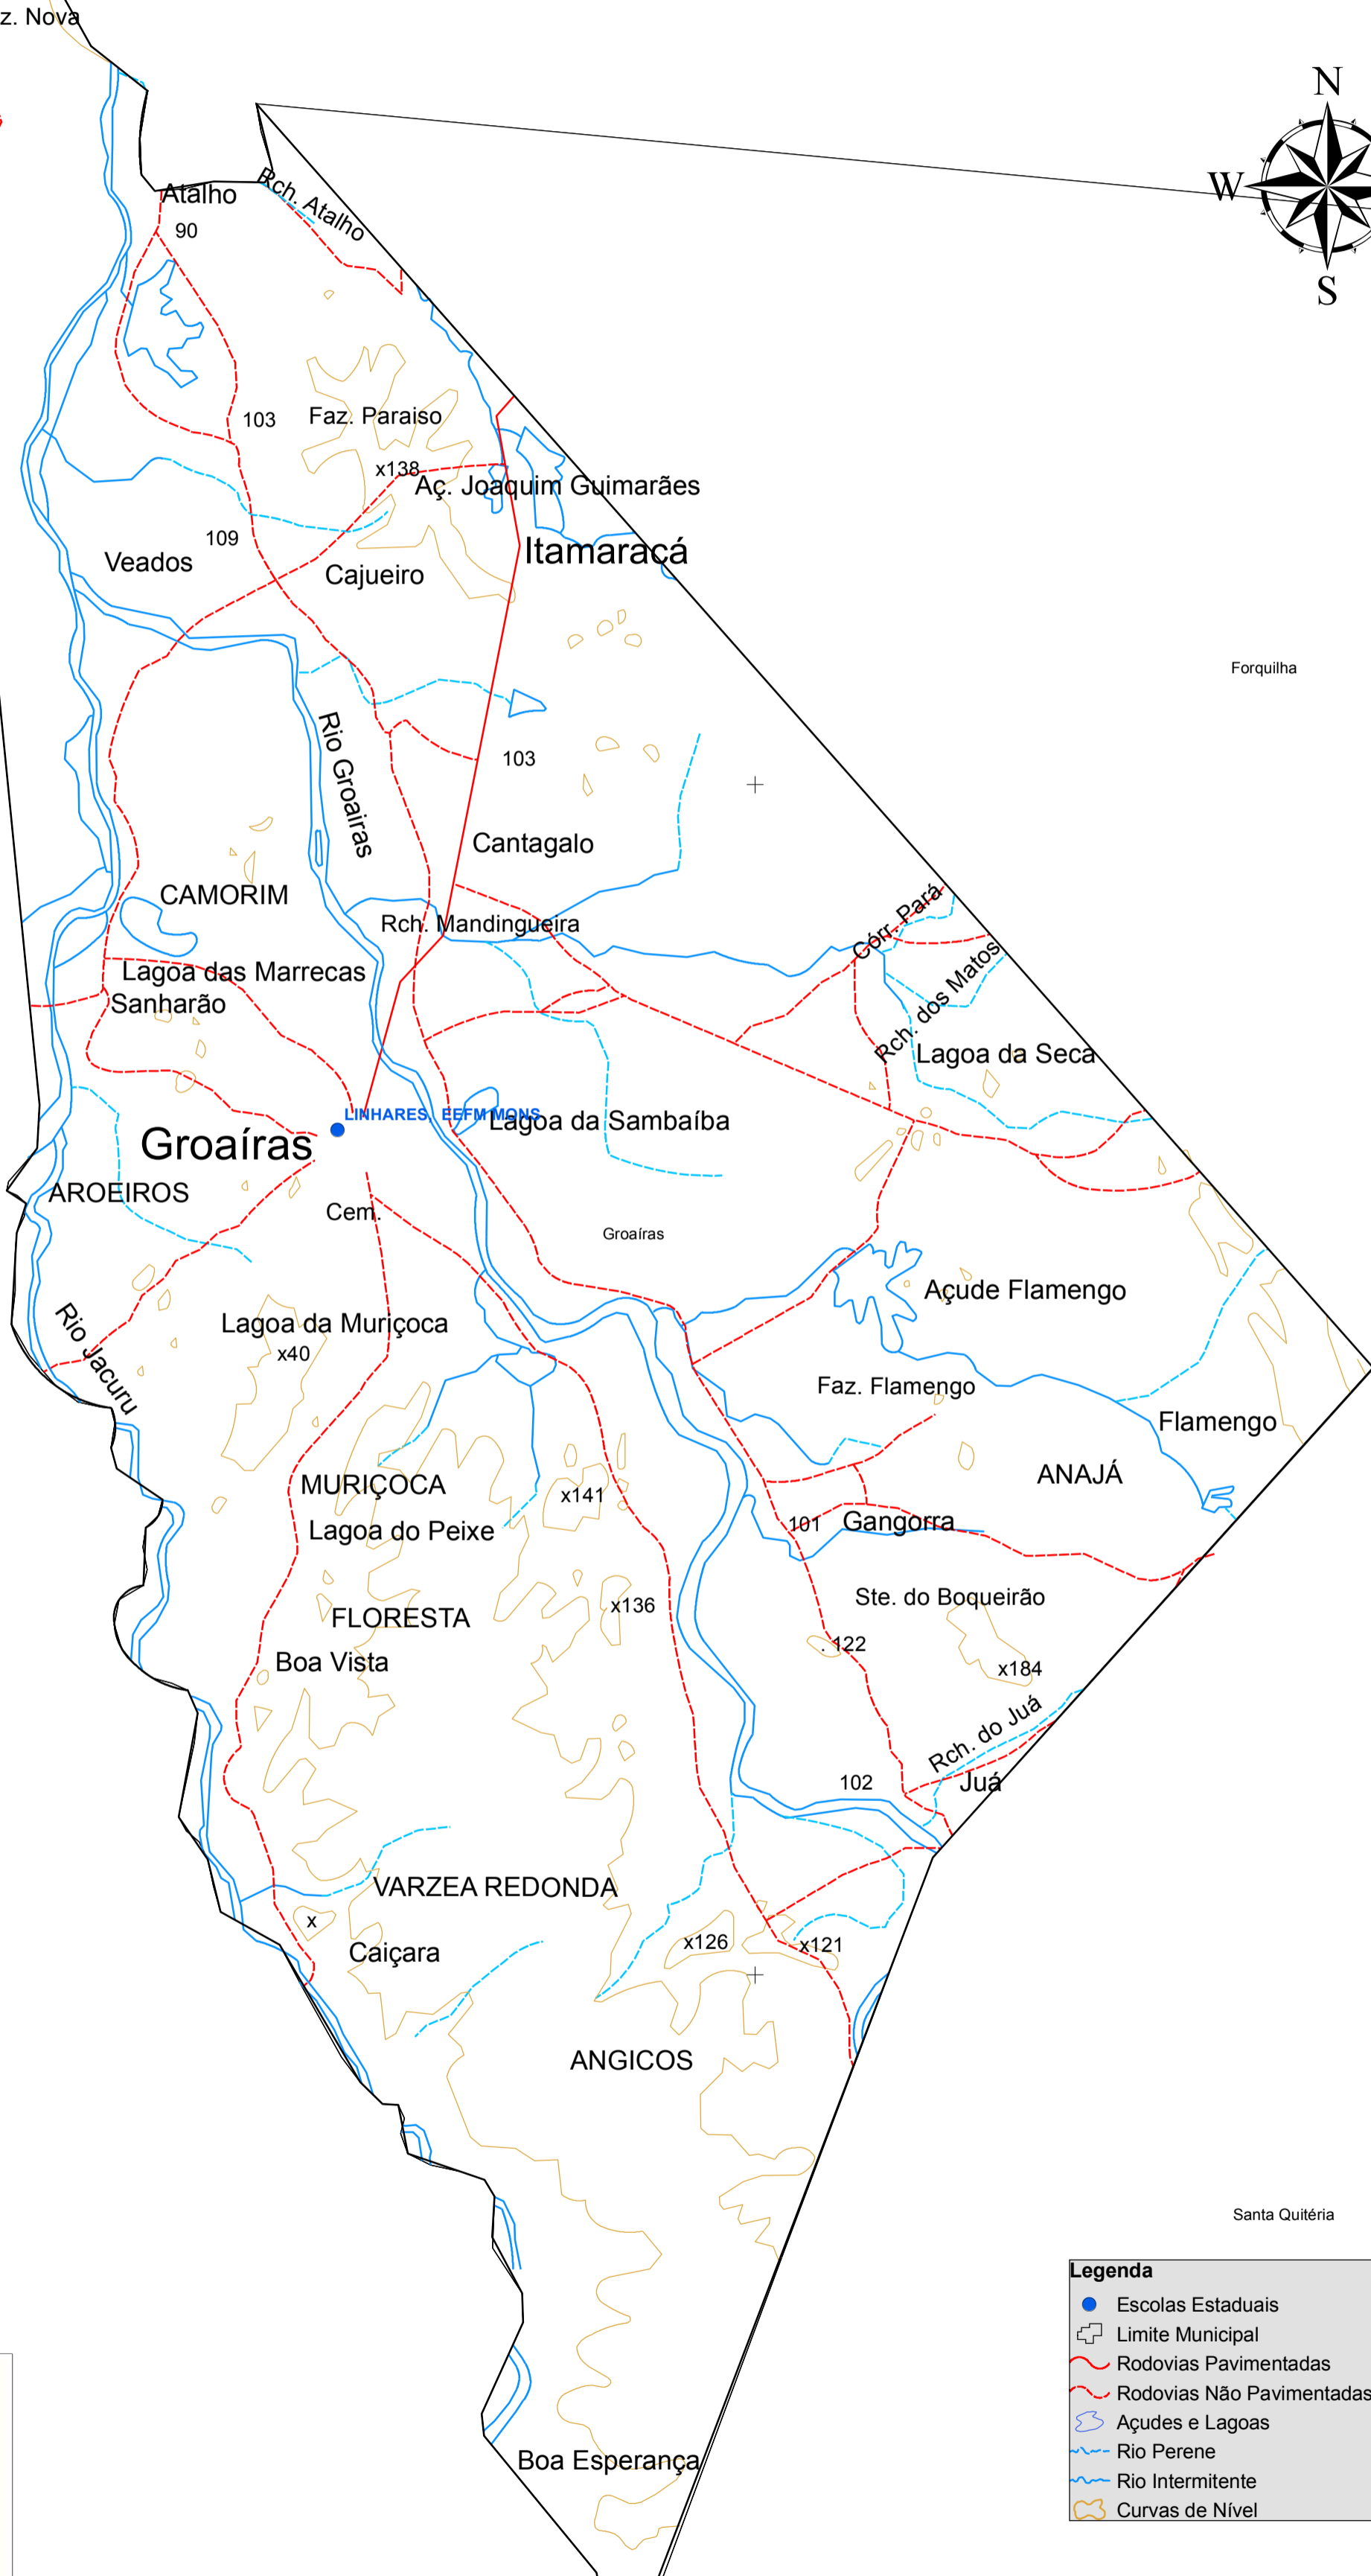 z. Nova
N
W
S
Atalho
Rch. Atalho
90
103
Faz. Paraiso
x138
Aç. Joaquim Guimarães
109
Itamaracá
Veados
Cajueiro
Forquilha
Rio Groairas
103
Cantagalo
CAMORIM
Rch. Mandingueira
Córr. Pará
Lagoa das Marrecas
Sanharão
Rch. dos Matos
Lagoa da Seca
LINHARES, EEFM MONS
Lagoa da Sambaíba
Groaíras
AROEIROS
Cem.
Groaíras
Açude Flamengo
Rio Jacuru
Lagoa da Muriçoca
x40
Faz. Flamengo
Flamengo
ANAJÁ
MURIÇOCA
x141
Lagoa do Peixe
101
Gangorra
Ste. do Boqueirão
x136
FLORESTA
. 122
Boa Vista
x184
Rch. do Juá
102
Juá
VARZEA REDONDA
x
Caiçara
x126
x121
ANGICOS
Santa Quitéria
Legenda
Escolas Estaduais
Limite Municipal
Rodovias Pavimentadas
Rodovias Não Pavimentadas
Açudes e Lagoas
Rio Perene
Rio Intermitente
Curvas de Nível
Boa Esperança